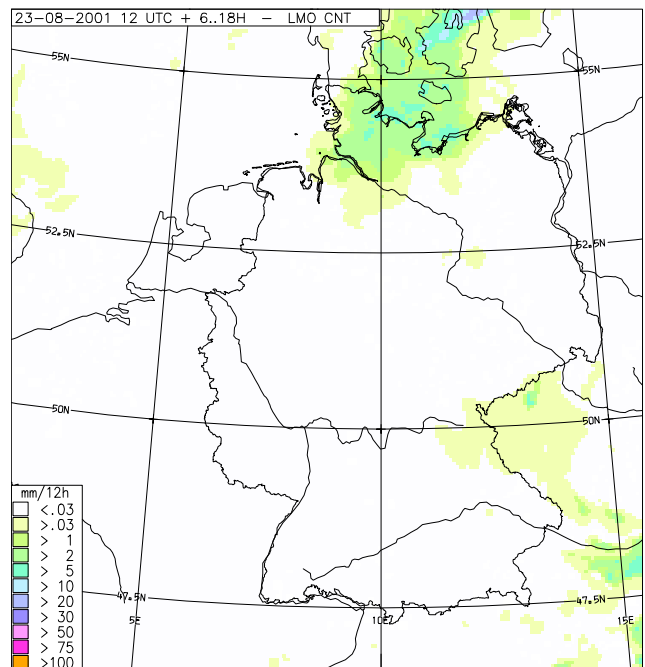 23-08-2001 12 UTC + 6..18H – LMO CNT
55N
55N
52.5N
52.5N
50N
50N
47.5N
47.5N
5E
10E
15E
mm/12h
<.03
>.03
> 1
> 2
> 5
> 10
> 20
> 30
> 50
> 75
>100